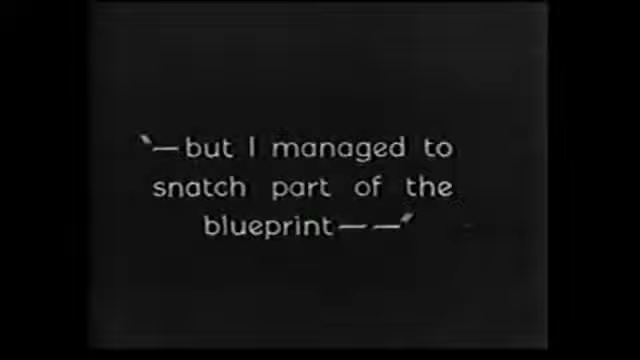 "—but I managed to
snatch part of the
blueprint——"